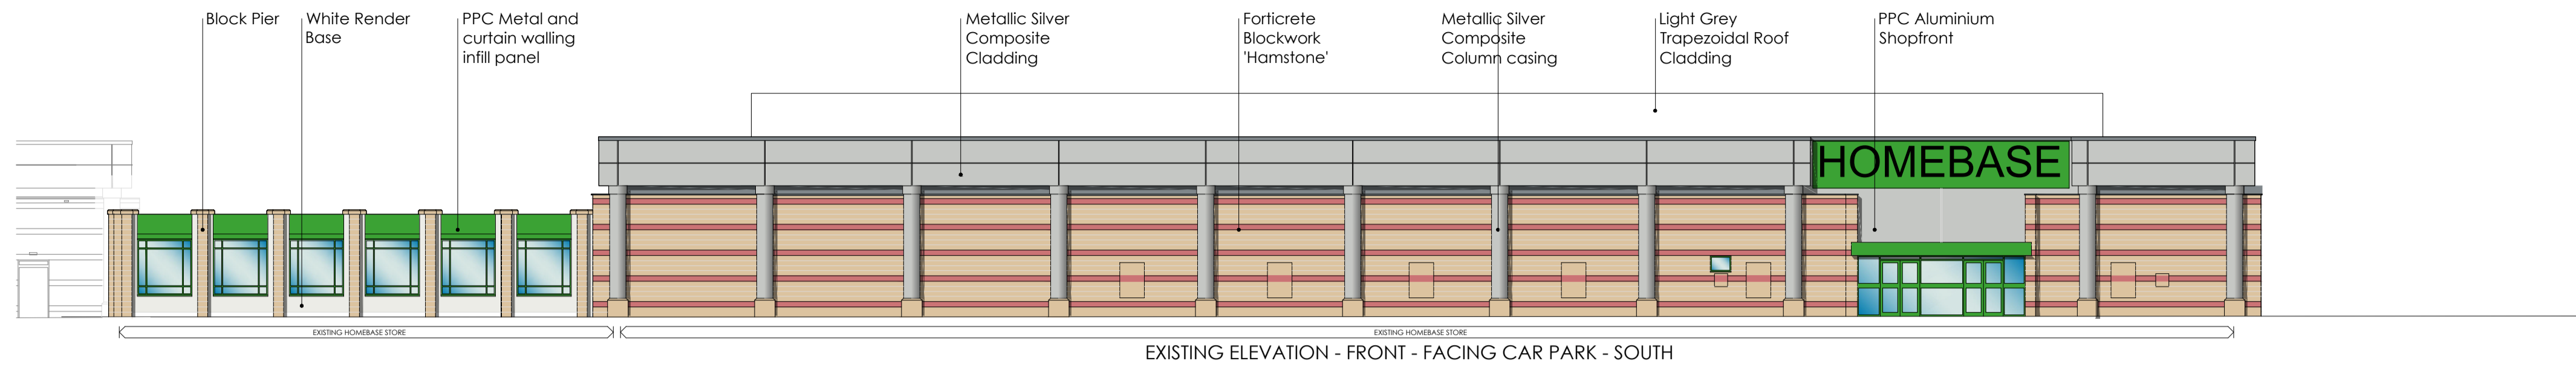 Block Pier
White Render
Base
PPC Metal and
curtain walling
infill panel
Metallic Silver
Composite
Cladding
Forticrete
Blockwork
'Hamstone'
Metallic Silver
Composite
Column casing
Light Grey
Trapezoidal Roof
Cladding
PPC Aluminium
Shopfront
HOMEBASE
EXISTING HOMEBASE STORE
EXISTING HOMEBASE STORE
EXISTING ELEVATION - FRONT - FACING CAR PARK - SOUTH